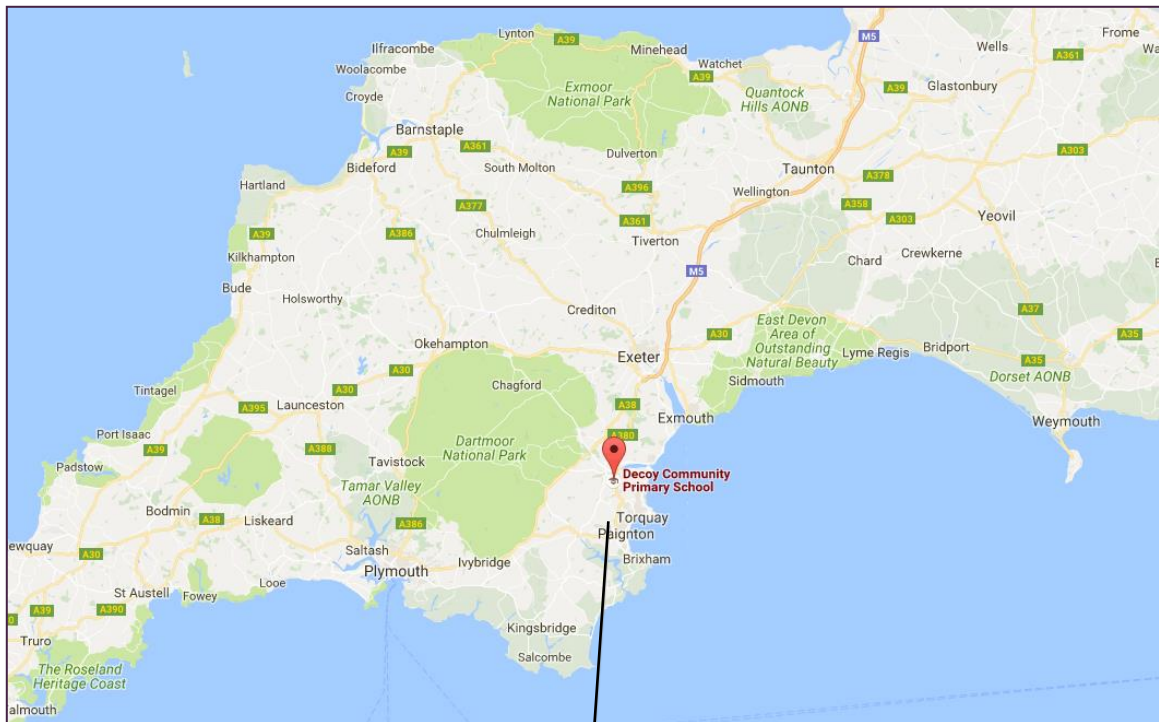 M5
Frome
Wells
A361
Lynton
A39
Minehead
Ilfracombe
Woolacombe
Watchet
A39
A39
Glastonbury
Exmoor
National Park
Quantock
Hills AONB
Croyde
Barnstaple
A361
A39
Bideford
South Molton
Dulverton
A303
Taunton
A378
Hartland
A396
Wellington
A358
A303
Yeovil
A377
A361
Tiverton
A39
A386
Chulmleigh
Kilkhampton
M5
Chard
Crewkerne
Bude
Holsworthy
Crediton
A37
East Devon
Area of
Outstanding
Natural Beauty
A30
A35
Okehampton
Exeter
Lyme Regis
Bridport
A35
Dorset AONB
A30
Chagford
Sidmouth
Tintagel
A395
Launceston
A38
Exmouth
Weymouth
Port Isaac
A39
A388
A380
Dartmoor
National Park
Tavistock
Padstow
Decoy Community
Primary School
Tamar Valley
AONB
Bodmin
A38
Liskeard
A386
Torquay
Paignton
ewquay
A30
Saltash
Ivybridge
Brixham
Plymouth
St Austell
Fowey
Looe
A39
A390
Kingsbridge
Truro
Salcombe
The Roseland
Heritage Coast
almouth